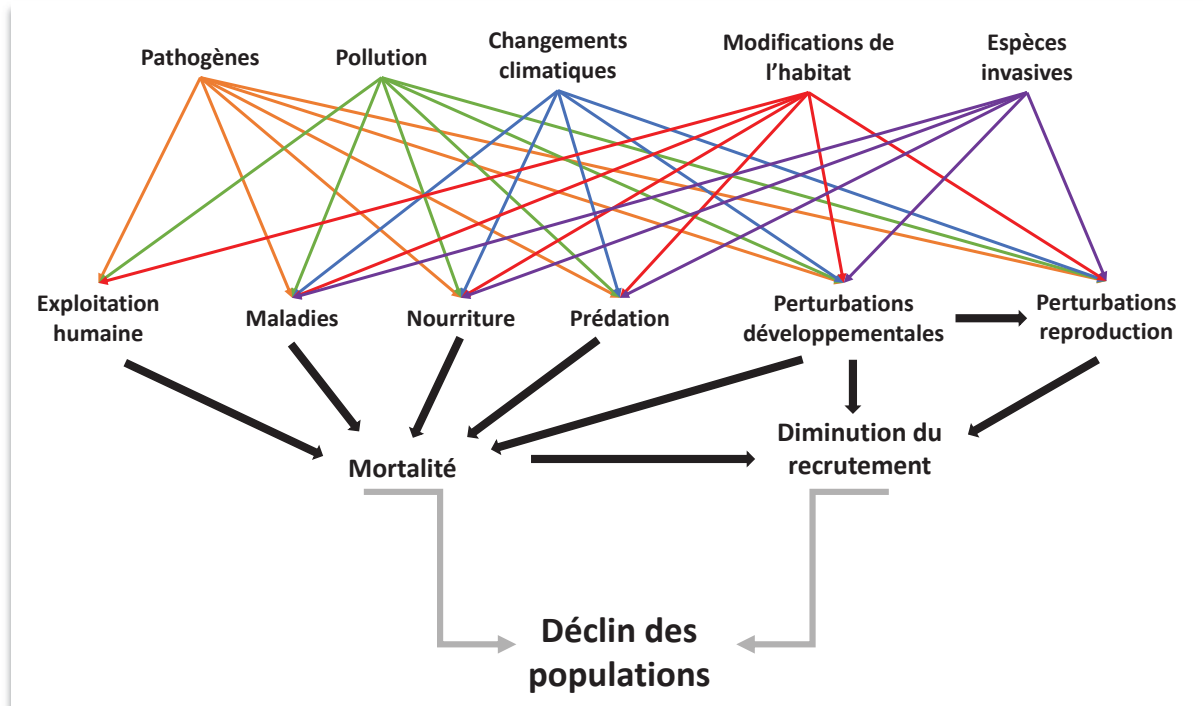 Pathogènes
Pollution
Changements
climatiques
Modifications de
l'habitat
Espèces
invasives
Exploitation
humaine
Maladies
Nourriture
Prédation
Perturbations
développementales
Perturbations
reproduction
Mortalité
Diminution du
recrutement
Déclin des
populations